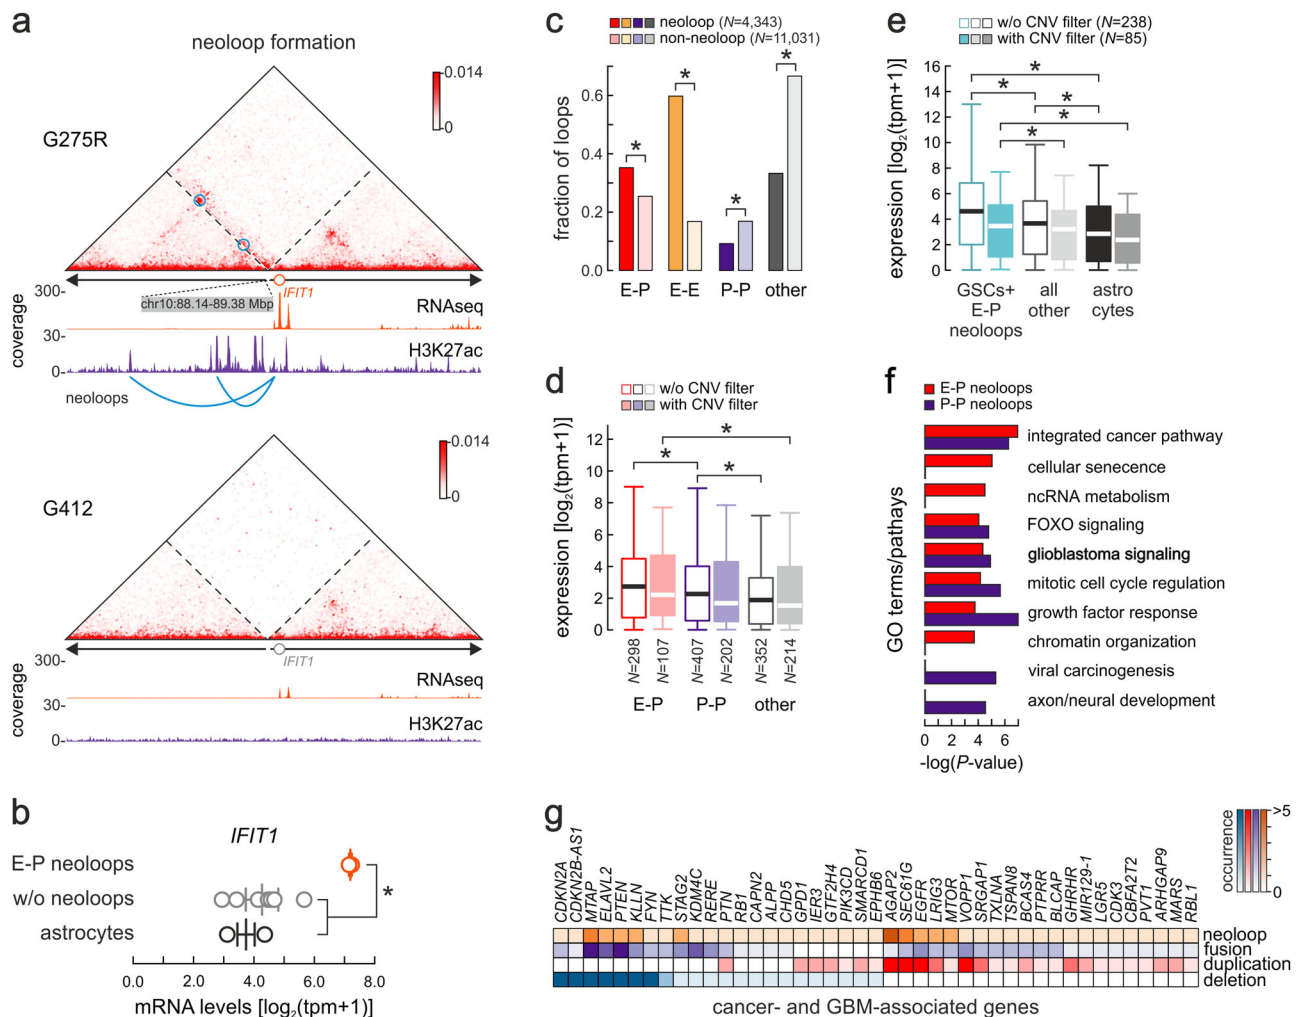 a
neoloop formation
G275R
0.014
0
IFIT1
chr10:88.14-89.38 Mbp
300-
RNAseq
30-
H3K27ac
0-
coverage
neoloops
G412
0.014
0
IFIT1
300-
RNAseq
30-
H3K27ac
0-
coverage
b
IFIT1
E-P neoloops
w/o neoloops
astrocytes
*
0.0 2.0 4.0 6.0 8.0
mRNA levels [log2(tpm+1)]
c
neoloop (N=4,343)
non-neoloop (N=11,031)
fraction of loops
0.6
0.4
0.2
0.0
* * * *
E-P E-E P-P other
d
w/o CNV filter
with CNV filter
expression [log2(tpm+1)]
12
10
8
6
4
2
0
*
* *
N=298 N=107 N=407 N=202 N=352 N=214
E-P P-P other
e
w/o CNV filter (N=238)
with CNV filter (N=85)
expression [log2(tpm+1)]
16
14
12
10
8
6
4
2
0
*
* *
*
*
GSCs+ all astro
E-P other cytes
neoloops
f
E-P neoloops
P-P neoloops
GO terms/pathays
integrated cancer pathway
cellular senecence
ncRNA metabolism
FOXO signaling
glioblastoma signaling
mitotic cell cycle regulation
growth factor response
chromatin organization
viral carcinogenesis
axon/neural development
0 2 4 6
-log(P-value)
g
occurrence
>5
0
CDKN2A
CDKN2B-AS1
MTAP
ELAVL2
PTEN
KLLN
FYN
TTK
STAG2
KDM4C
RERE
PTN
RB1
CAPN2
ALPP
CHD5
GPD1
IER3
GTF2H4
PIK3CD
SMARCD1
EPHB6
AGAP2
SEC61G
EGFR
LRIG3
MTOR
VOPP1
SRGAP1
TXLNA
TSPAN8
BCAS4
PTPRR
BLCAP
GHRHR
MIR129-1
LGR5
CDK3
CBFA2T2
PVT1
ARHGAP9
MARS
RBL1
neoloop
fusion
duplication
deletion
cancer- and GBM-associated genes